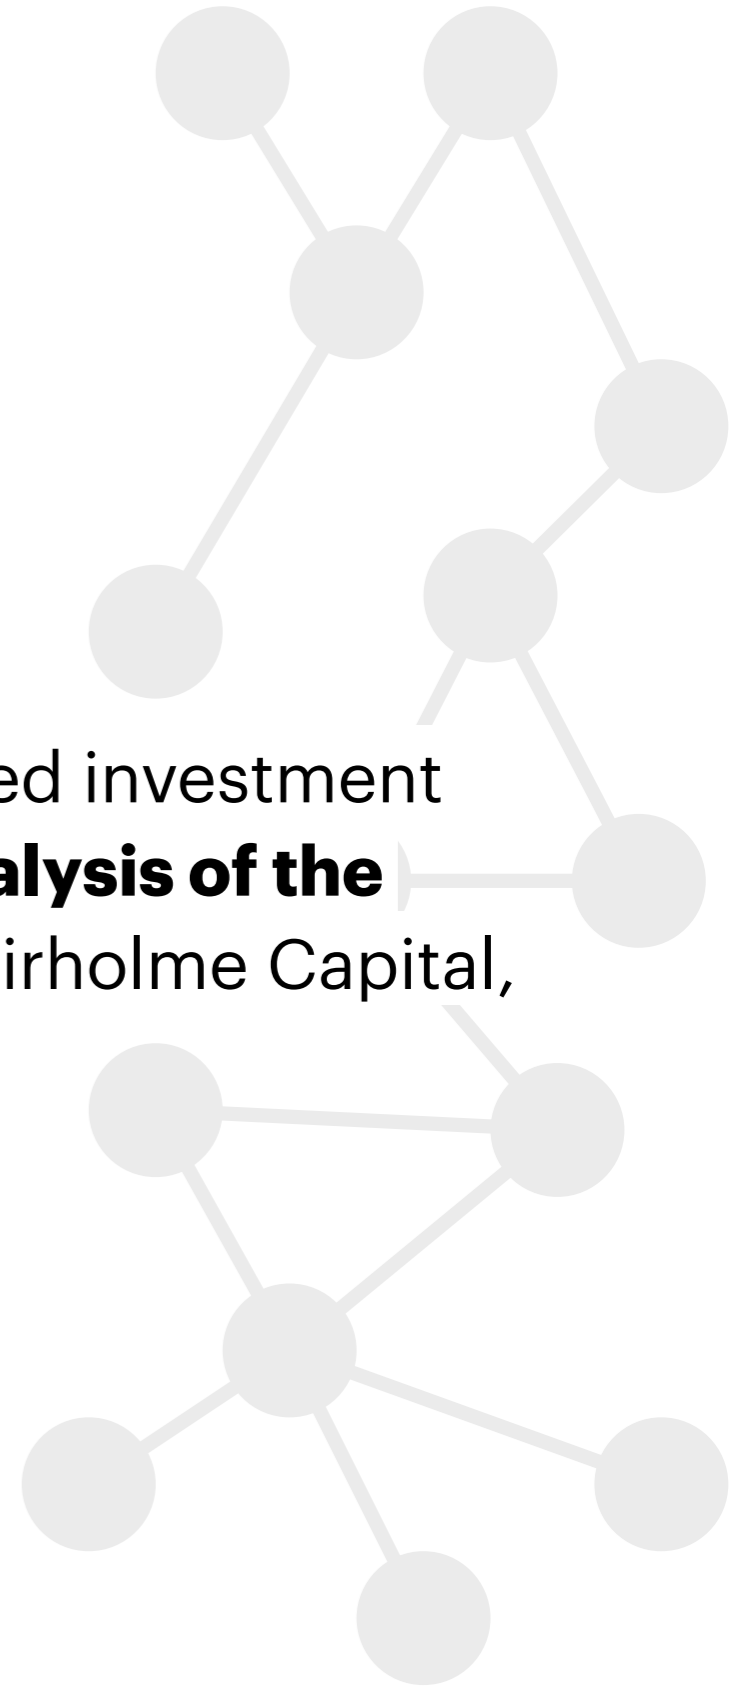 ed investment
alysis of the
irholme Capital,